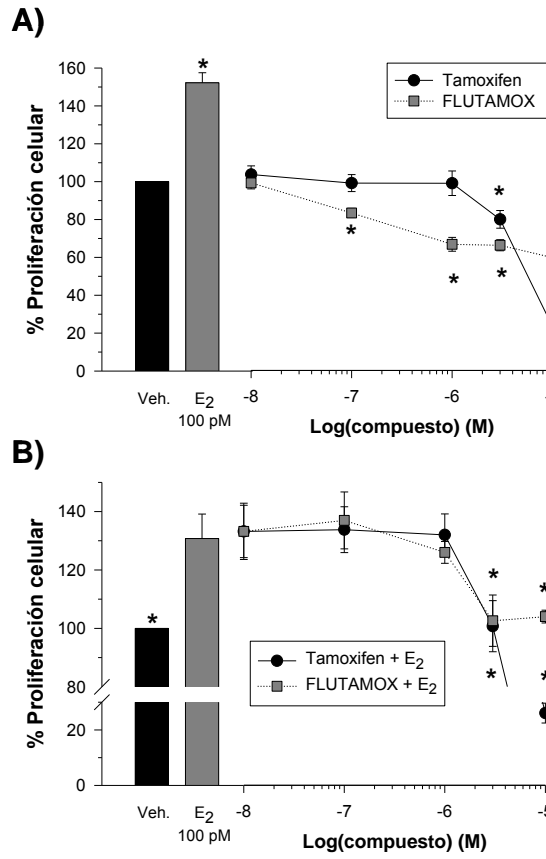 A)
160
140
120
100
80
60
40
20
0
% Proliferación celular
*
Tamoxifen
FLUTAMOX
*
*
*
*
Veh.
E2
100 pM
-8
-7
-6
-5
Log(compuesto) (M)
B)
140
120
100
80
20
0
% Proliferación celular
*
*
*
*
*
Tamoxifen + E2
FLUTAMOX + E2
Veh.
E2
100 pM
-8
-7
-6
-5
Log(compuesto) (M)